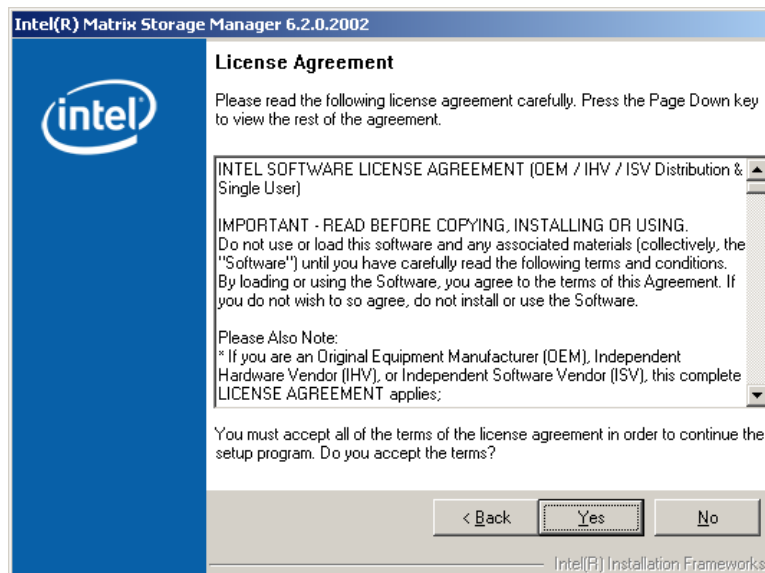 Intel(R) Matrix Storage Manager 6.2.0.2002
intel
License Agreement
Please read the following license agreement carefully. Press the Page Down key
to view the rest of the agreement.
INTEL SOFTWARE LICENSE AGREEMENT (OEM / IHV / ISV Distribution &
Single User)
IMPORTANT - READ BEFORE COPYING, INSTALLING OR USING.
Do not use or load this software and any associated materials (collectively, the
"Software") until you have carefully read the following terms and conditions.
By loading or using the Software, you agree to the terms of this Agreement. If
you do not wish to so agree, do not install or use the Software.
Please Also Note:
* If you are an Original Equipment Manufacturer (OEM), Independent
Hardware Vendor (IHV), or Independent Software Vendor (ISV), this complete
LICENSE AGREEMENT applies;
You must accept all of the terms of the license agreement in order to continue the
setup program. Do you accept the terms?
< Back Yes No
Intel(R) Installation Frameworks